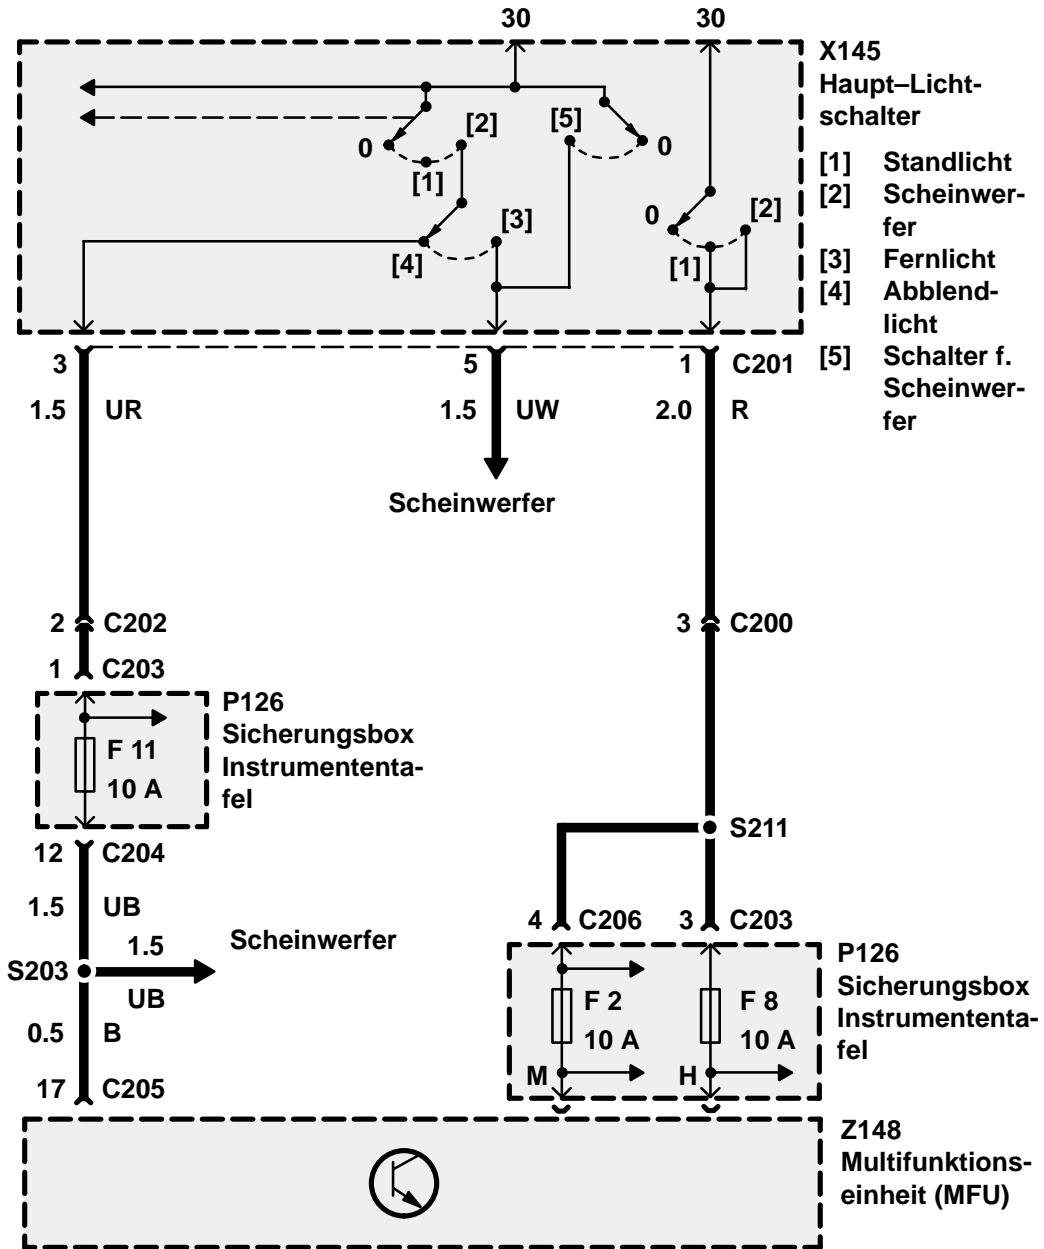 30 30
X145
Haupt–Licht-
schalter
[1] Standlicht
[2] Scheinwer-
fer
[3] Fernlicht
[4] Abblend-
licht
[5] Schalter f.
Scheinwer-
fer
[2] [5]
0 0
[1]
[3]
[4]
0 [2]
[1]
3 5 1 C201
1.5 UR 1.5 UW 2.0 R
Scheinwerfer
2 C202 3 C200
1 C203
P126
Sicherungsbox
Instrumententa-
fel
F 11
10 A
S211
12 C204
1.5 UB
1.5 Scheinwerfer
S203
UB
0.5 B
17 C205
4 C206 3 C203
P126
Sicherungsbox
Instrumententa-
fel
F 2 F 8
10 A 10 A
M H
Z148
Multifunktions-
einheit (MFU)